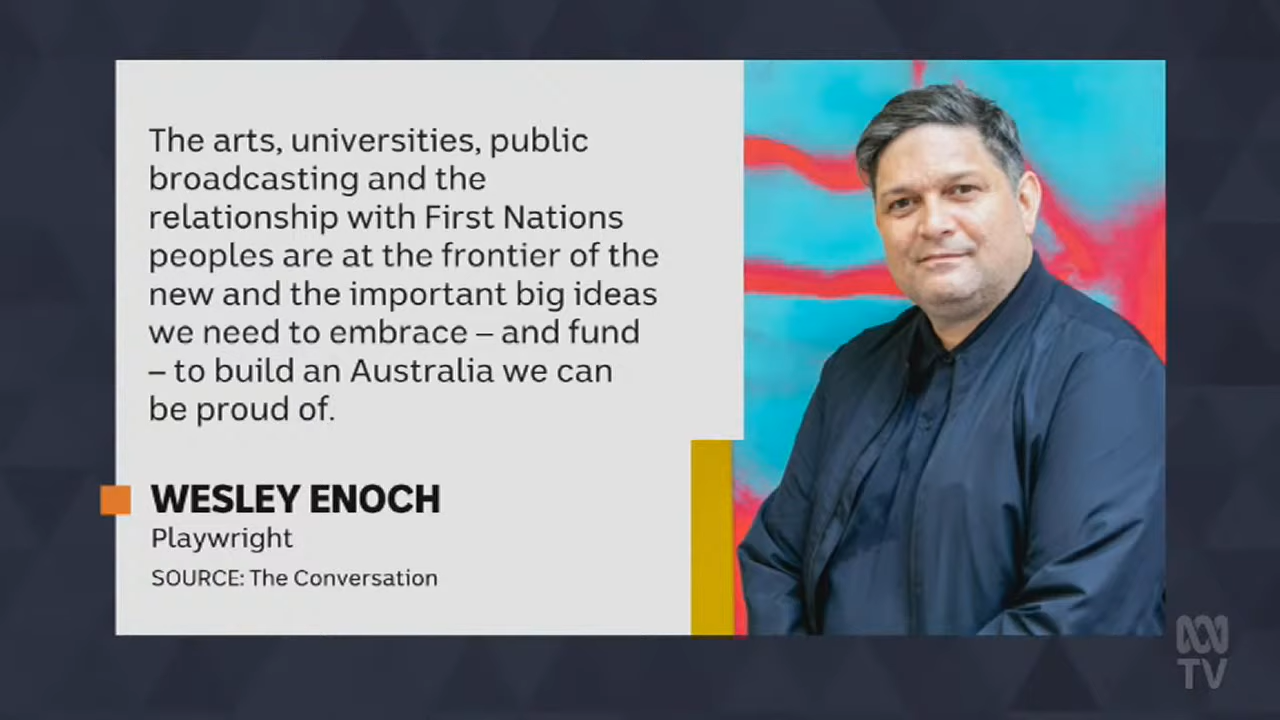 The arts, universities, public
broadcasting and the
relationship with First Nations
peoples are at the frontier of the
new and the important big ideas
we need to embrace – and fund
– to build an Australia we can
be proud of.
WESLEY ENOCH
Playwright
SOURCE: The Conversation
TV